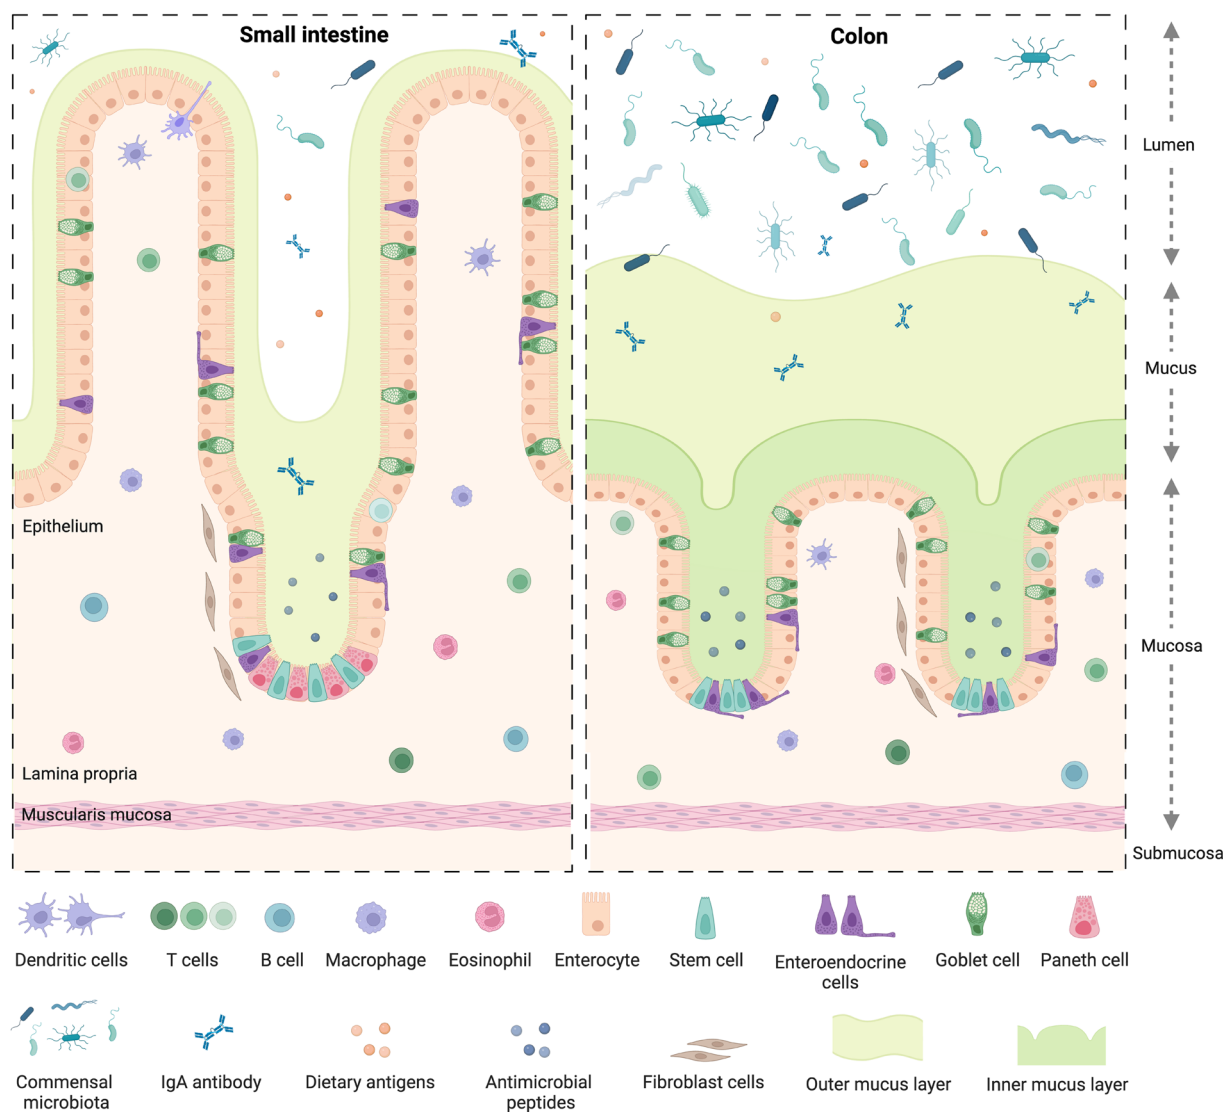 Small intestine
Colon
Lumen
Mucus
Epithelium
Mucosa
Lamina propria
Muscularis mucosa
Submucosa
Dendritic cells
T cells
B cell
Macrophage
Eosinophil
Enterocyte
Stem cell
Enteroendocrine
cells
Goblet cell
Paneth cell
Commensal
microbiota
IgA antibody
Dietary antigens
Antimicrobial
peptides
Fibroblast cells
Outer mucus layer
Inner mucus layer